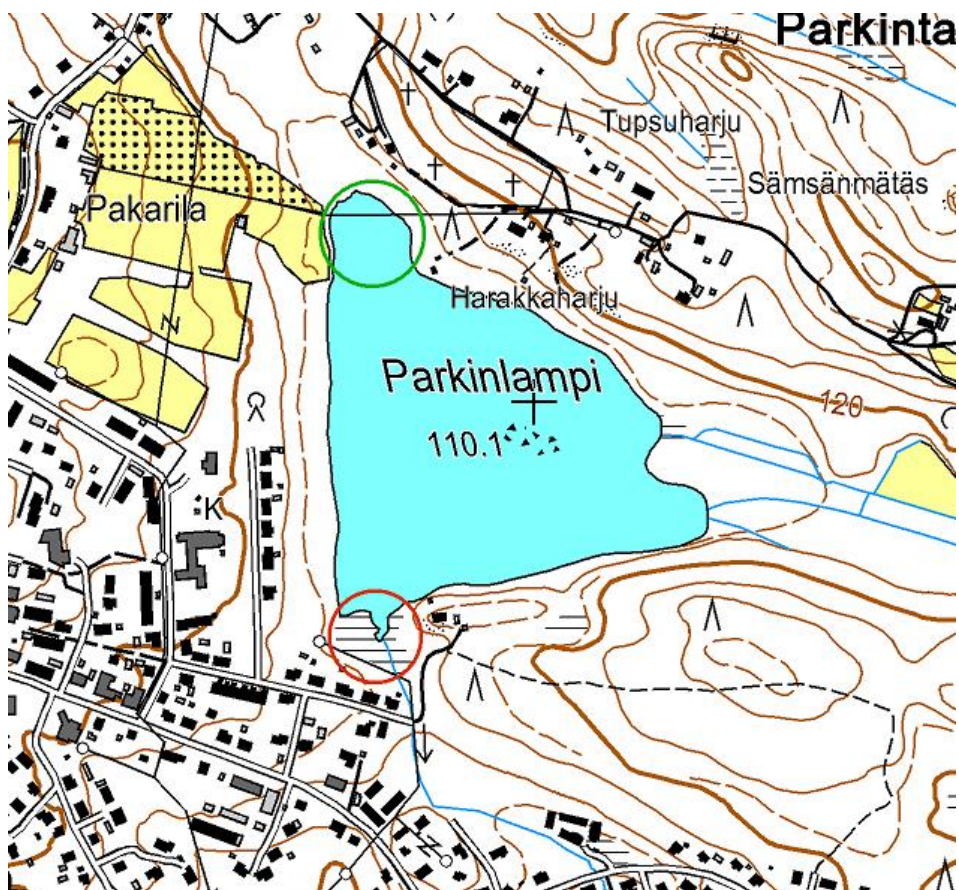 Parkinta
Tupsuharju
Sämsänmätäs
Pakarila
Harakkaharju
Parkinlampi
110.1
120
K